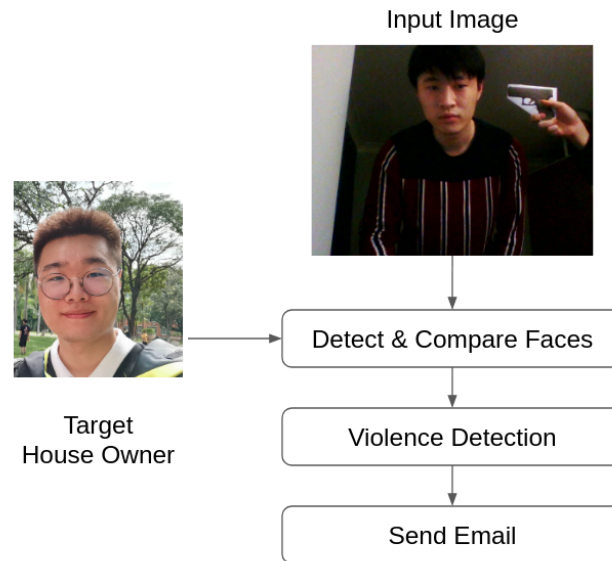 Input Image
Detect & Compare Faces
Target
House Owner
Violence Detection
Send Email